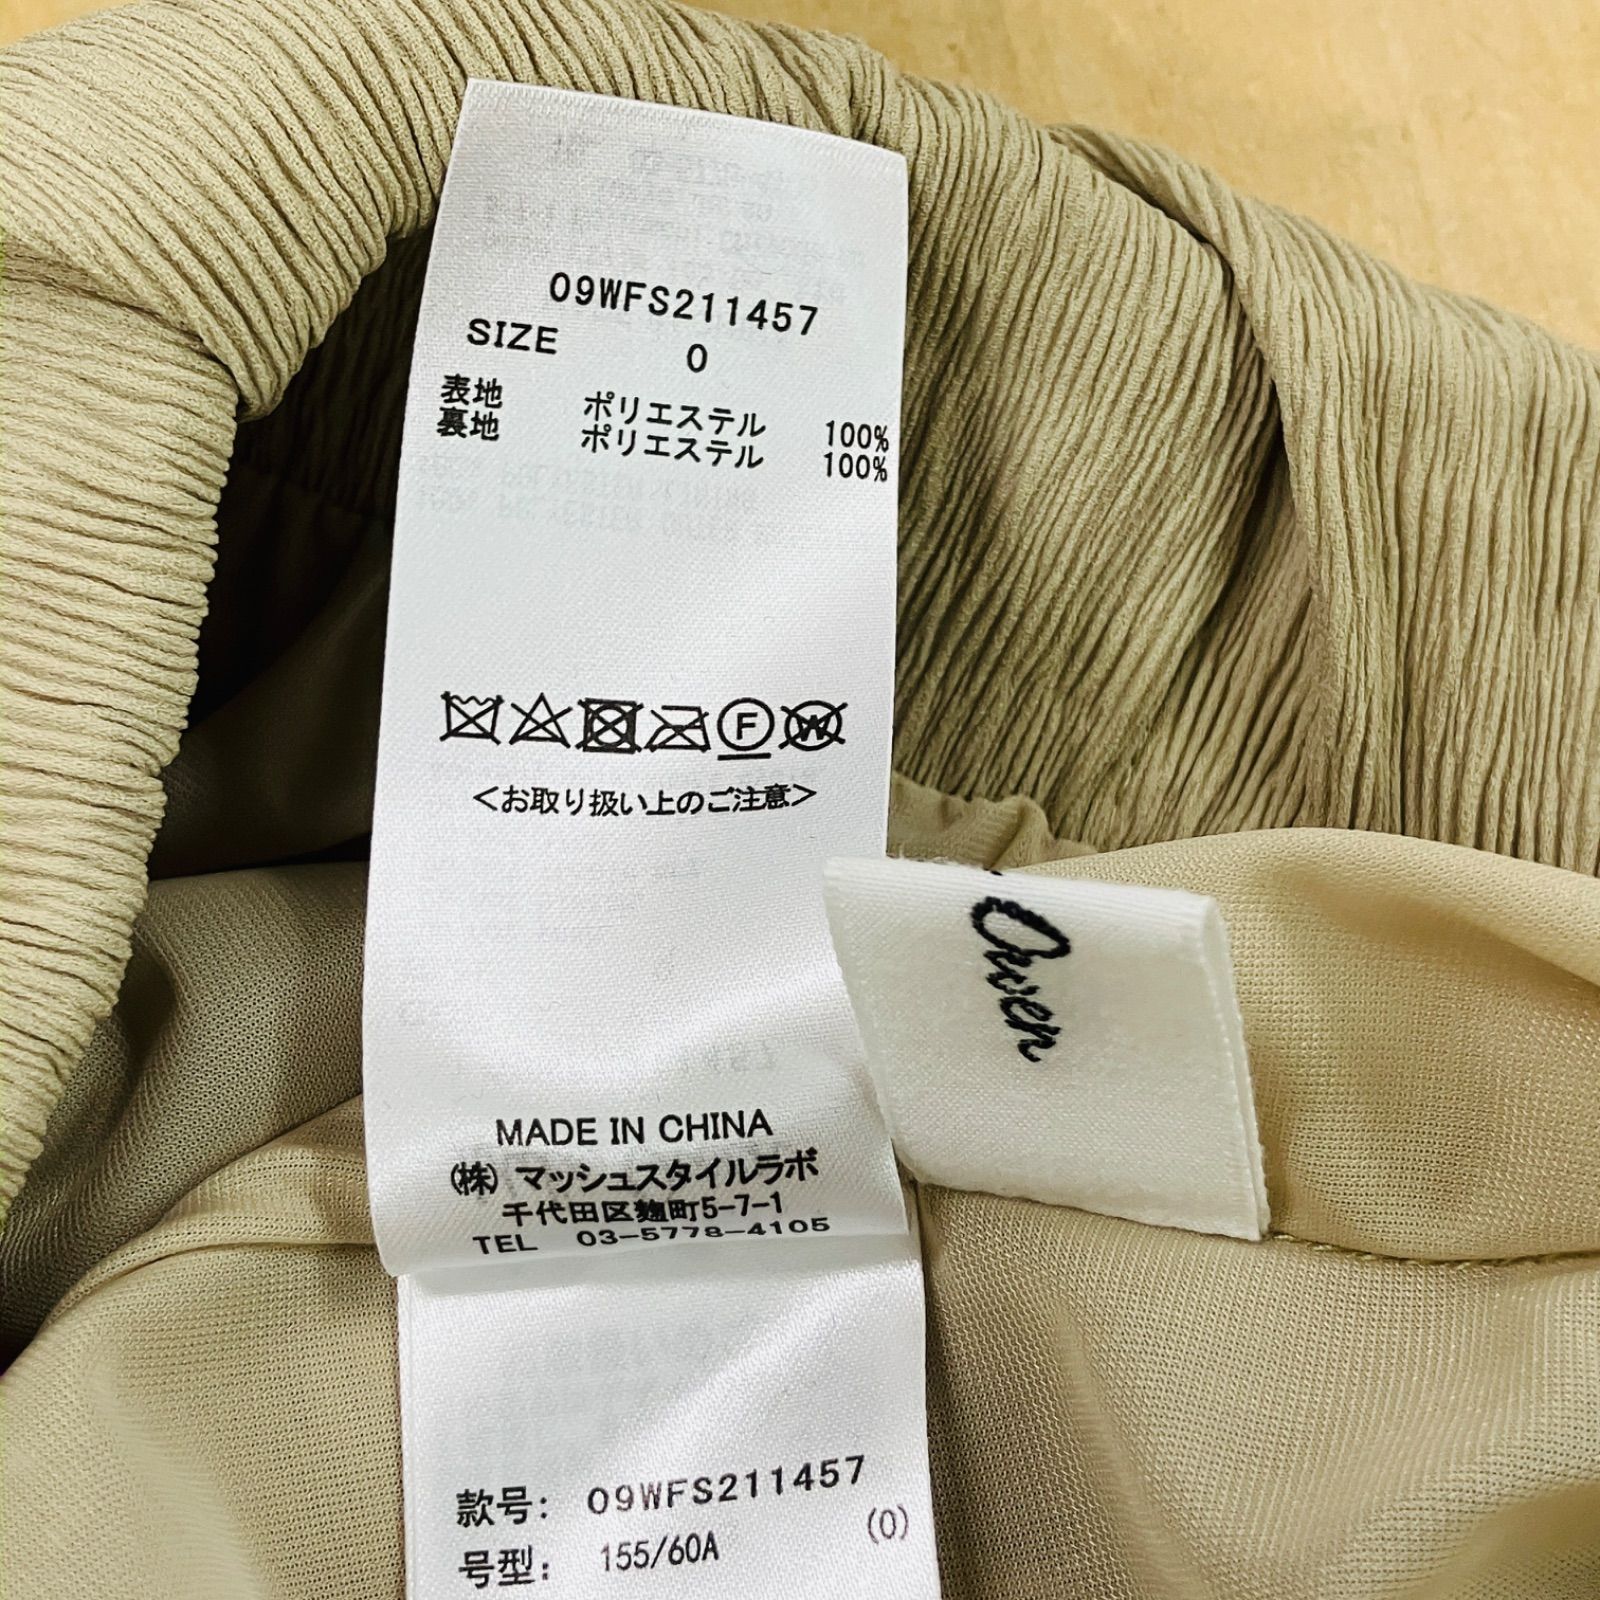 09WFS211457
SIZE 0
表地 ポリエステル 100%
裏地 ポリエステル 100%
F W
<お取り扱い上のご注意>
Owen
MADE IN CHINA
(株) マッシュスタイルラボ
千代田区麹町5-7-1
TEL 03-5778-4105
款号: 09WFS211457
号型: 155/60A (0)